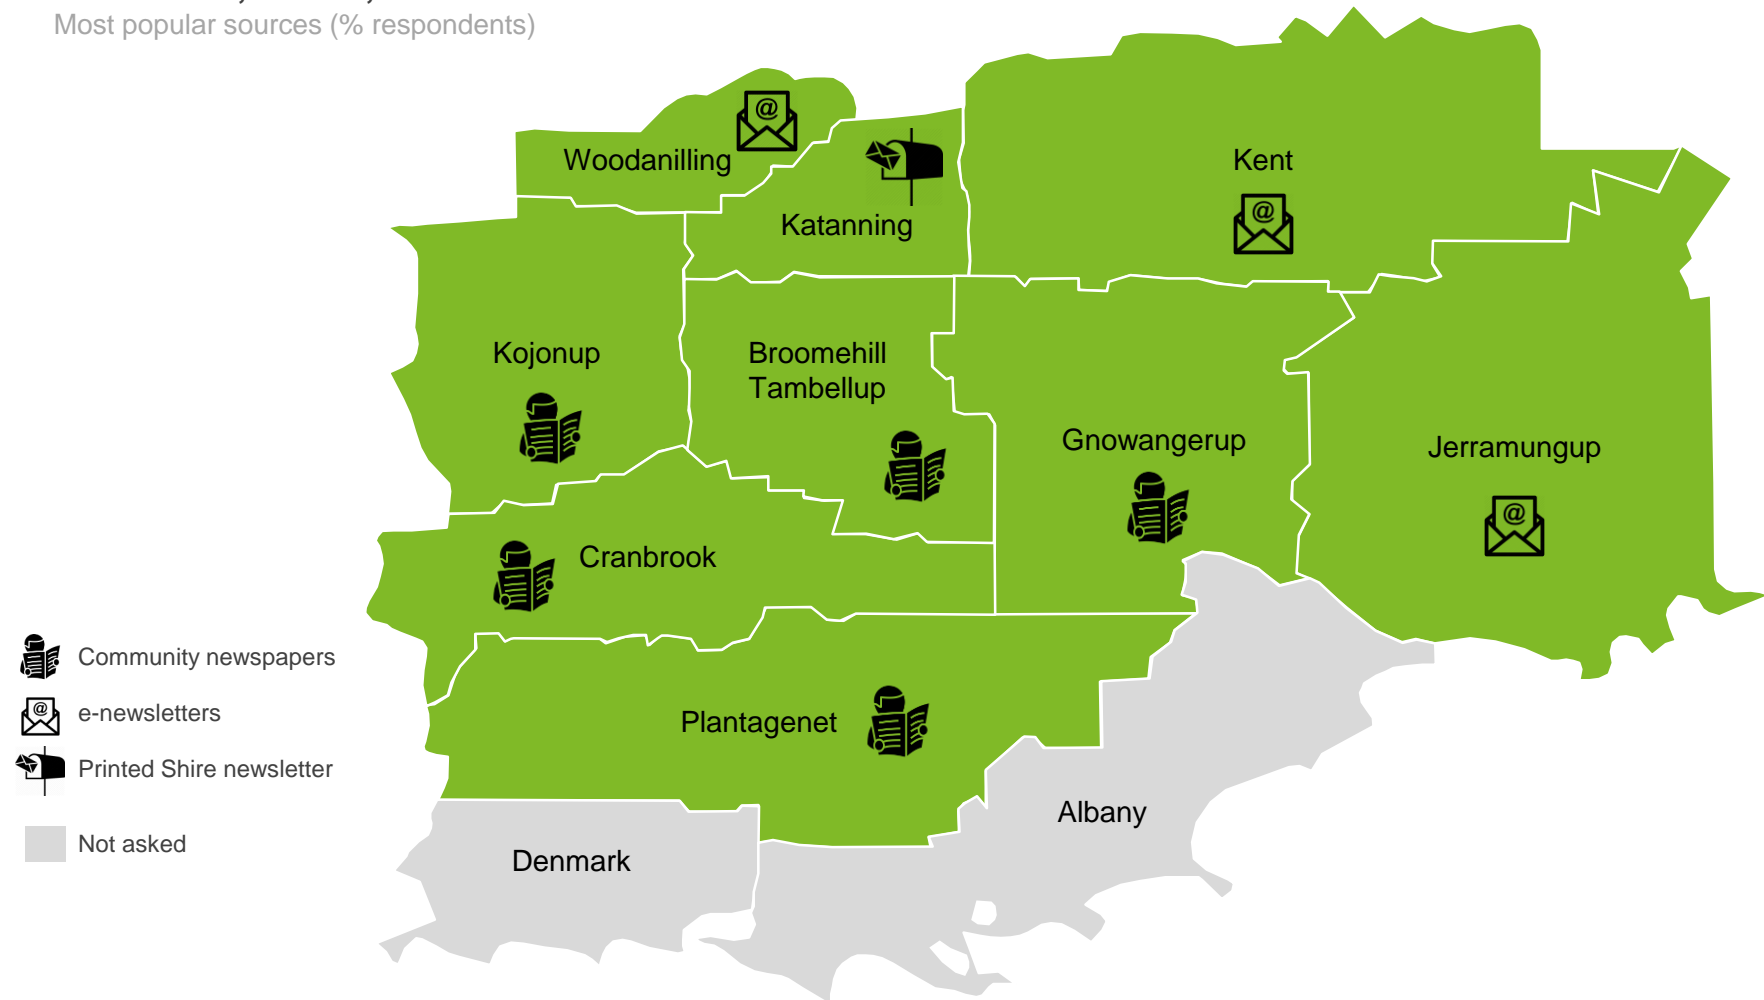 Most popular sources (% respondents)
Woodanilling
Kent
Katanning
Kojonup
Broomehill
Tambellup
Gnowangerup
Jerramungup
Cranbrook
Plantagenet
Albany
Denmark
Community newspapers
e-newsletters
Printed Shire newsletter
Not asked